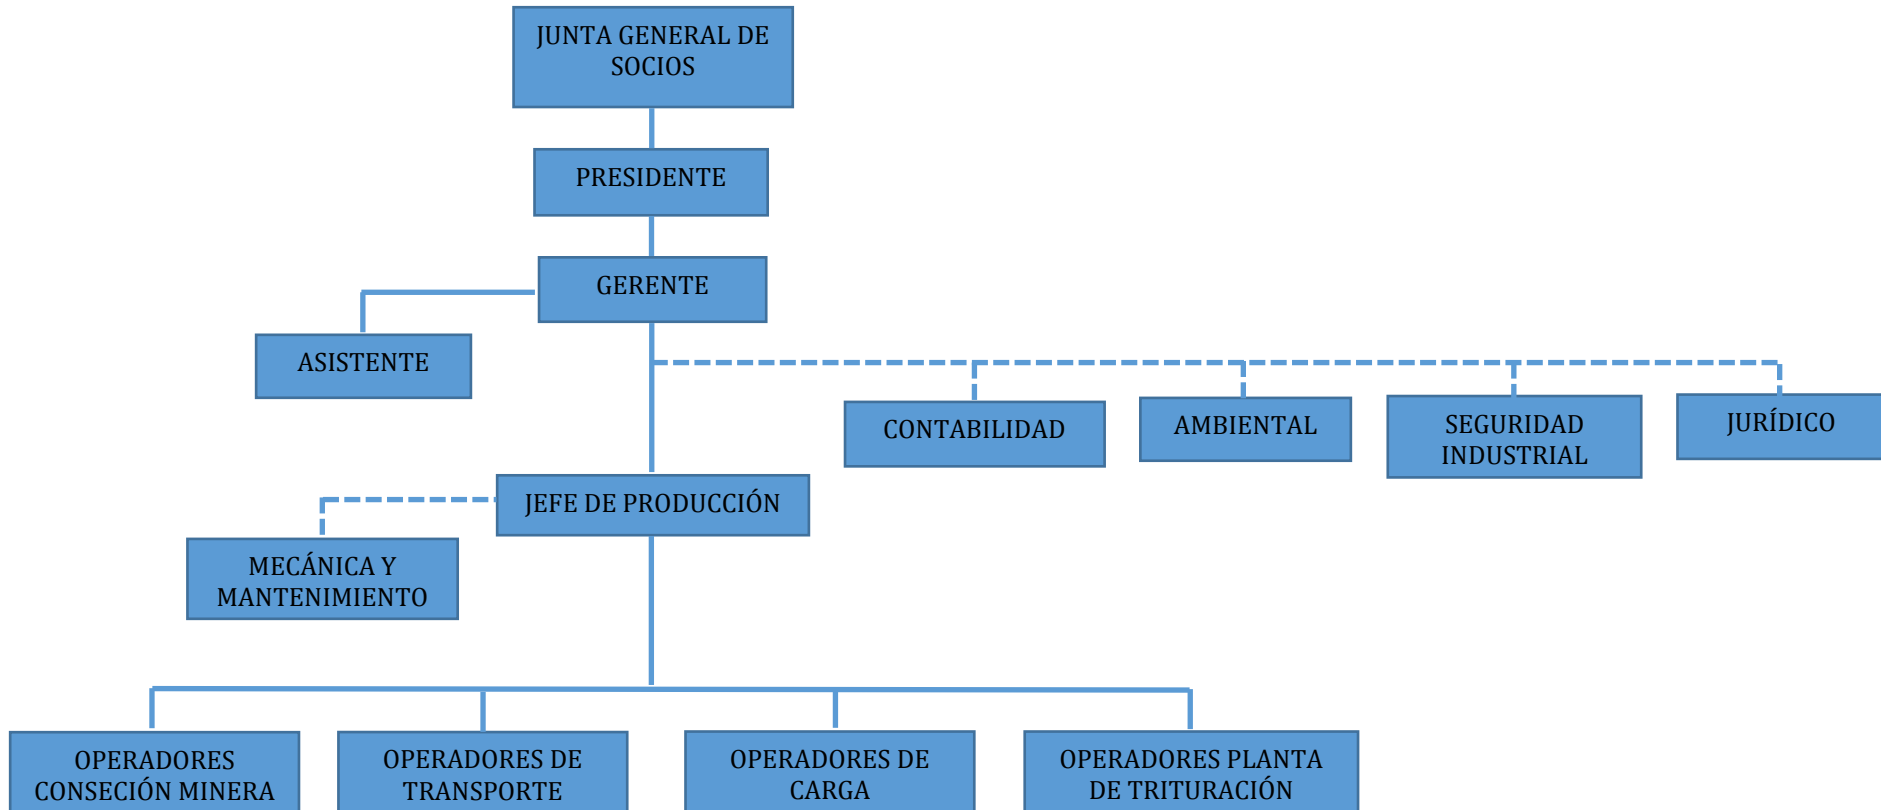 JUNTA GENERAL DE
SOCIOS
PRESIDENTE
GERENTE
ASISTENTE
CONTABILIDAD
AMBIENTAL
SEGURIDAD
INDUSTRIAL
JURÍDICO
JEFE DE PRODUCCIÓN
MECÁNICA Y
MANTENIMIENTO
OPERADORES
CONSECIÓN MINERA
OPERADORES DE
TRANSPORTE
OPERADORES DE
CARGA
OPERADORES PLANTA
DE TRITURACIÓN